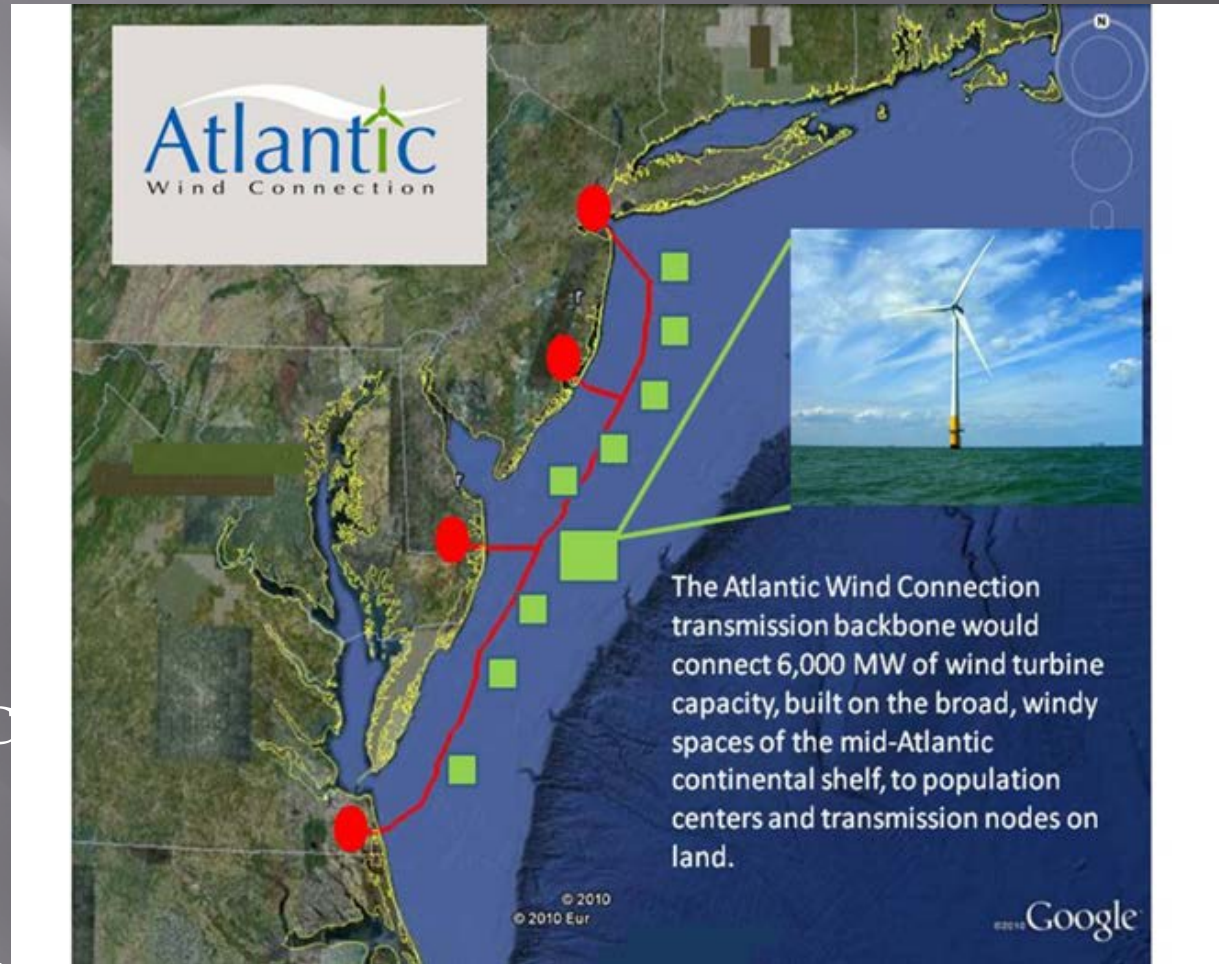 Atlantic
Wind Connection
N
The Atlantic Wind Connection
transmission backbone would
connect 6,000 MW of wind turbine
capacity, built on the broad, windy
spaces of the mid-Atlantic
continental shelf, to population
centers and transmission nodes on
land.
© 2010
© 2010 Eur
©2010 Google